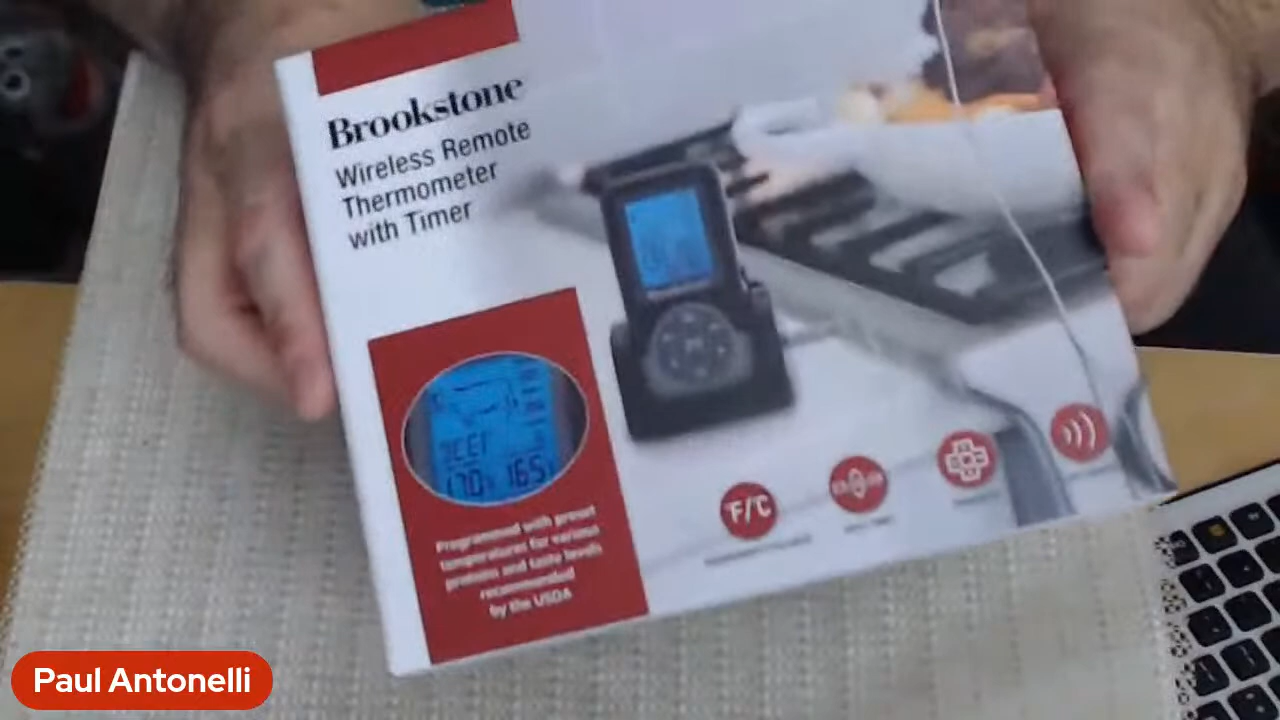 Brookstone
Wireless Remote
Thermometer
with Timer
BEEF
170 165
Programmed with preset
temperatures for various
proteins and taste levels
recommended
by the USDA
°F/°C
Paul Antonelli